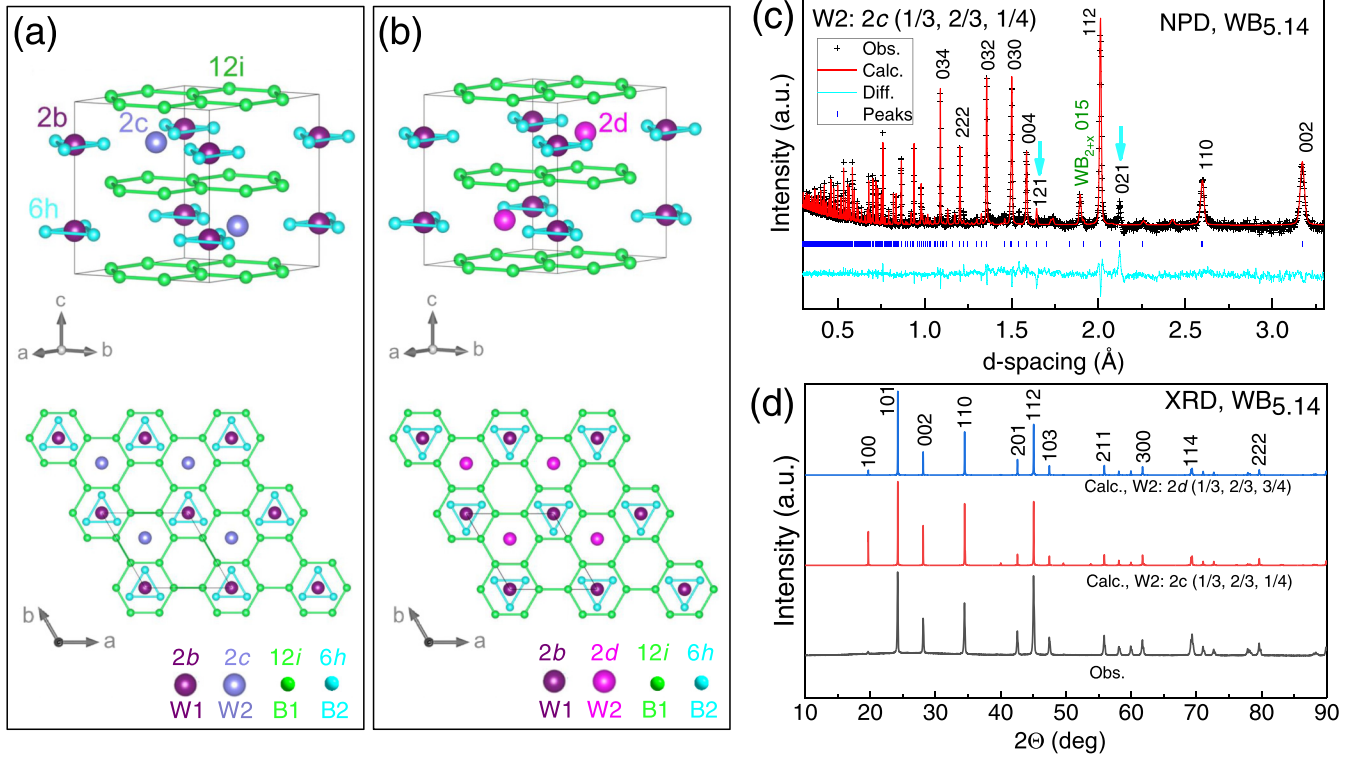 (a)
12i
2b
2c
6h
c
a
b
b
a
2b 2c 12i 6h
W1 W2 B1 B2
(b)
2d
c
a
b
b
a
2b 2d 12i 6h
W1 W2 B1 B2
(c)
W2: 2c (1/3, 2/3, 1/4)
NPD, WB5.14
Obs.
Calc.
Diff.
Peaks
034
222
032
030
004
121
WB2+x 015
112
021
110
002
Intensity (a.u.)
0.5 1.0 1.5 2.0 2.5 3.0
d-spacing (Å)
(d)
XRD, WB5.14
100
101
002
110
201
112
103
211
300
114
222
Calc., W2: 2d (1/3, 2/3, 3/4)
Calc., W2: 2c (1/3, 2/3, 1/4)
Obs.
Intensity (a.u.)
10 20 30 40 50 60 70 80 90
2Θ (deg)